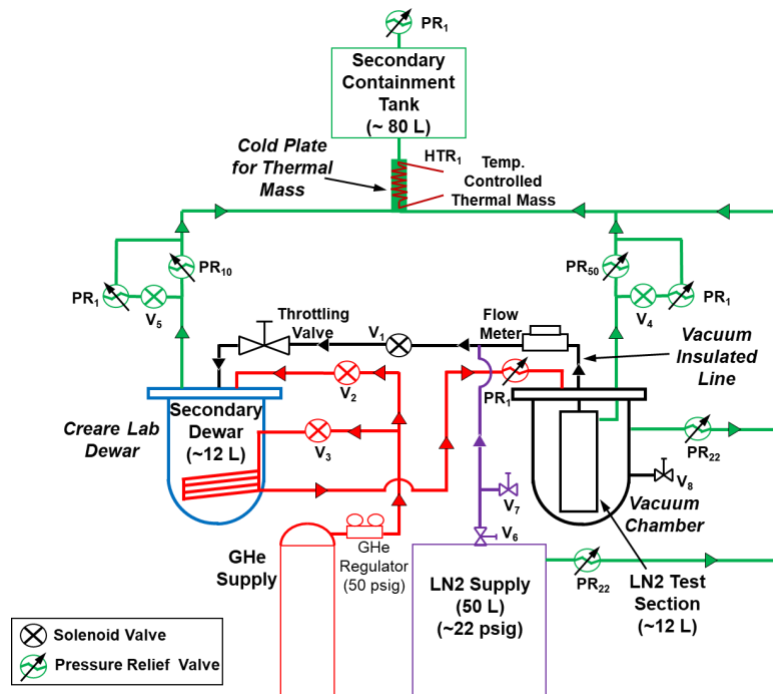 PR1
Secondary
Containment
Tank
(~ 80 L)
Cold Plate
for Thermal
Mass
HTR1
Temp.
Controlled
Thermal Mass
PR10
PR1
V5
PR50
PR1
V4
Throttling
Valve
V1
Flow
Meter
Vacuum
Insulated
Line
V2
PR1
Creare Lab
Dewar
Secondary
Dewar
(~12 L)
V3
PR22
V8
Vacuum
Chamber
V7
V6
GHe
Supply
GHe
Regulator
(50 psig)
LN2 Supply
(50 L)
(~22 psig)
PR22
LN2 Test
Section
(~12 L)
Solenoid Valve
Pressure Relief Valve